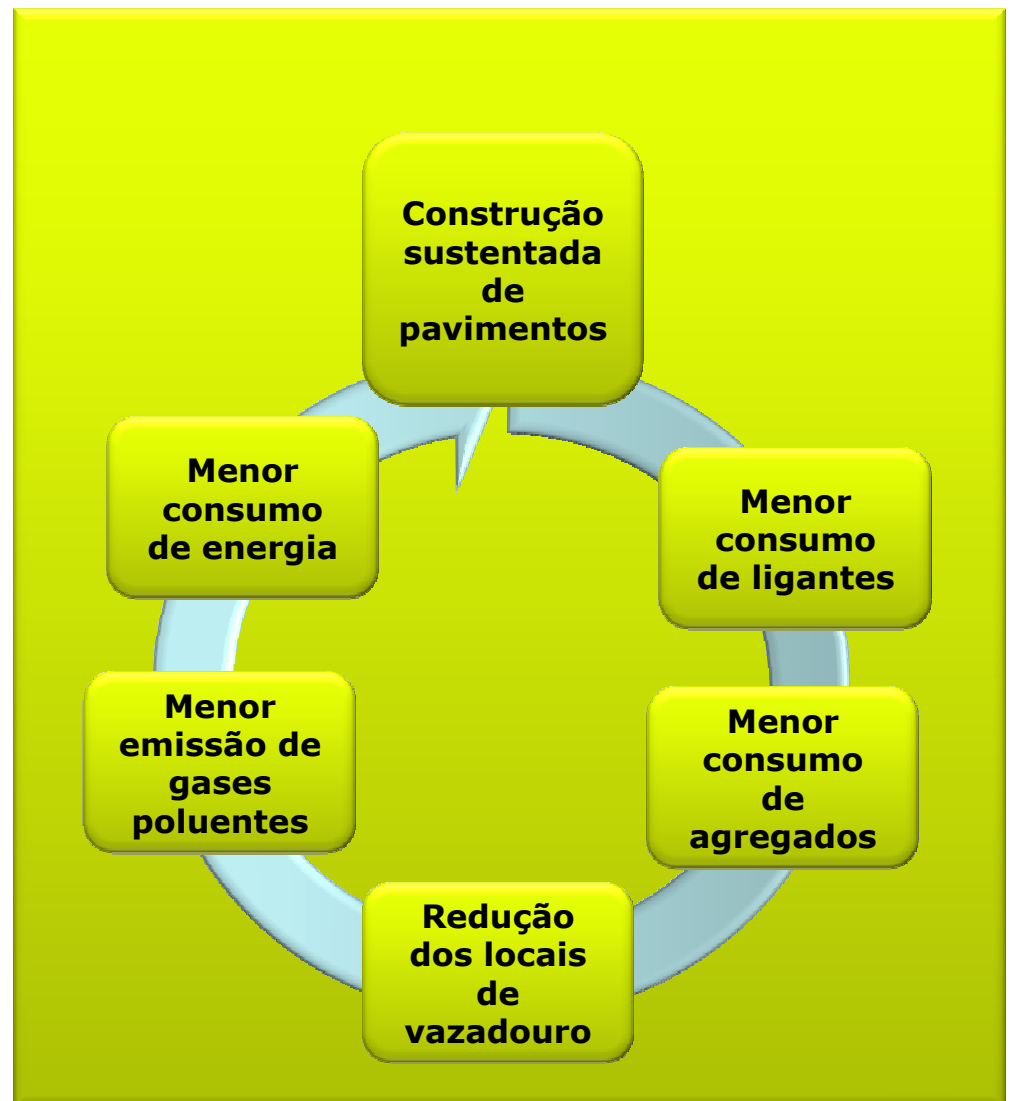 Construção
sustentada
de
pavimentos
Menor
consumo
de ligantes
Menor
consumo
de
agregados
Redução
dos locais
de
vazadouro
Menor
emissão de
gases
poluentes
Menor
consumo
de energia